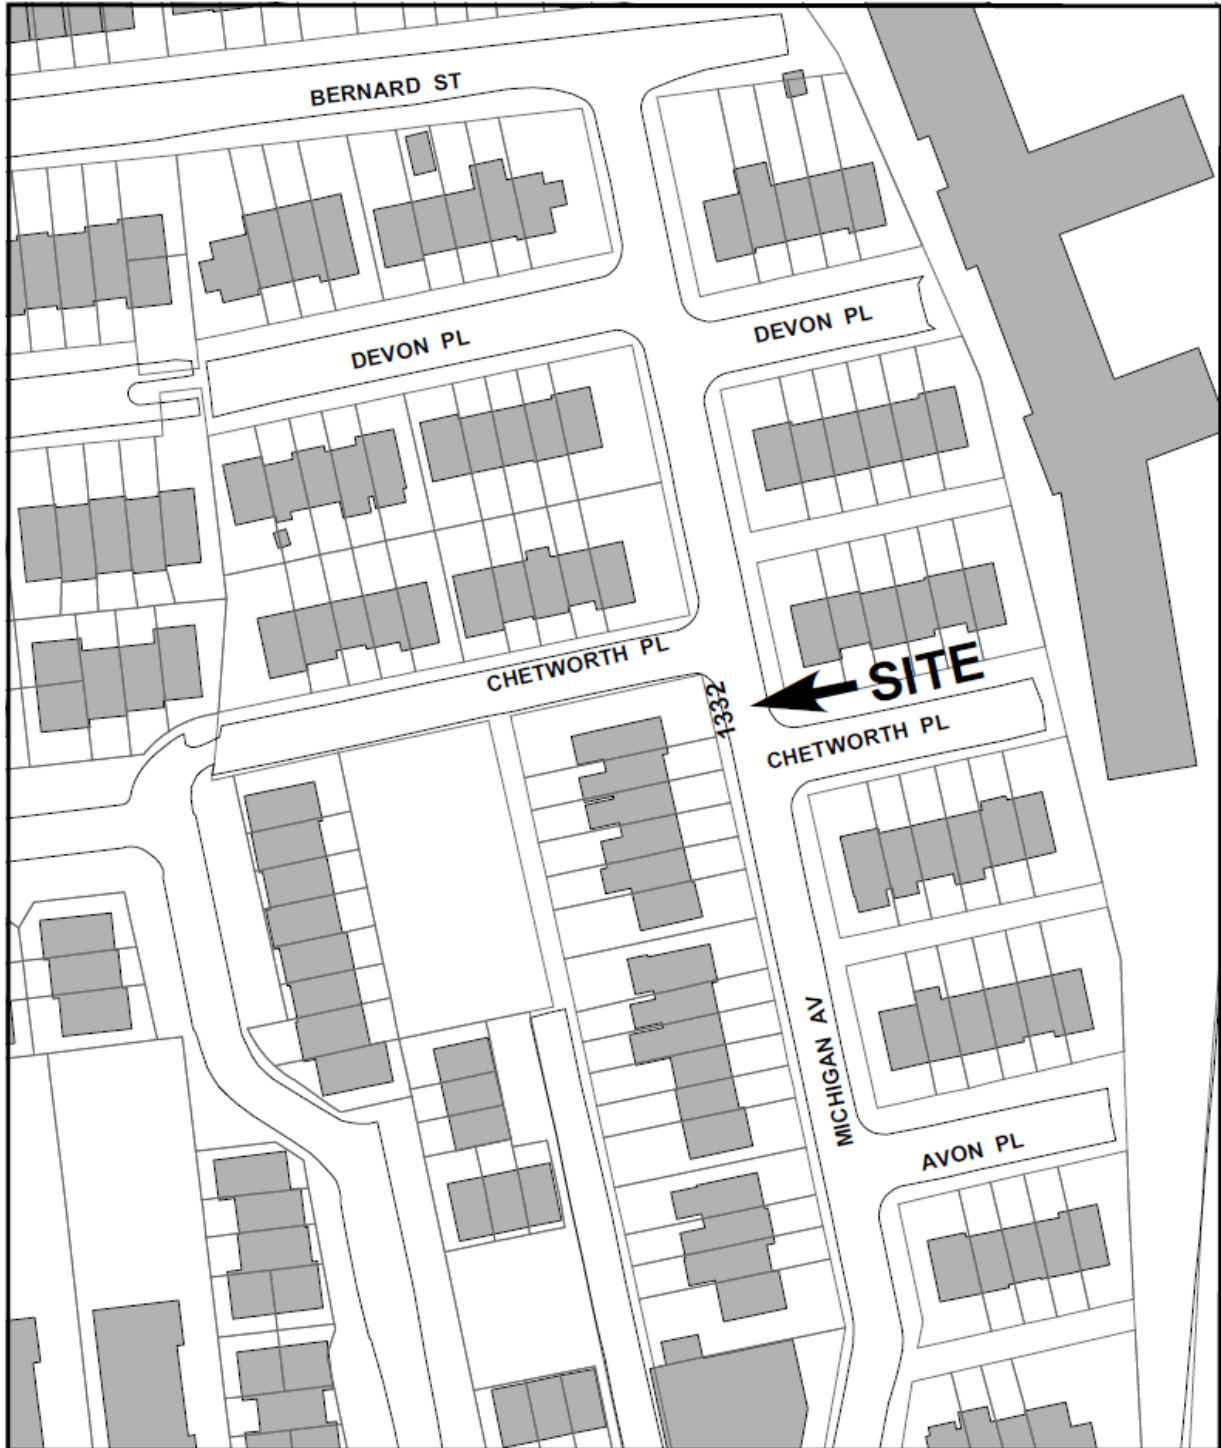 BERNARD ST
DEVON PL
DEVON PL
CHETWORTH PL
SITE
1332
CHETWORTH PL
MICHIGAN AV
AVON PL